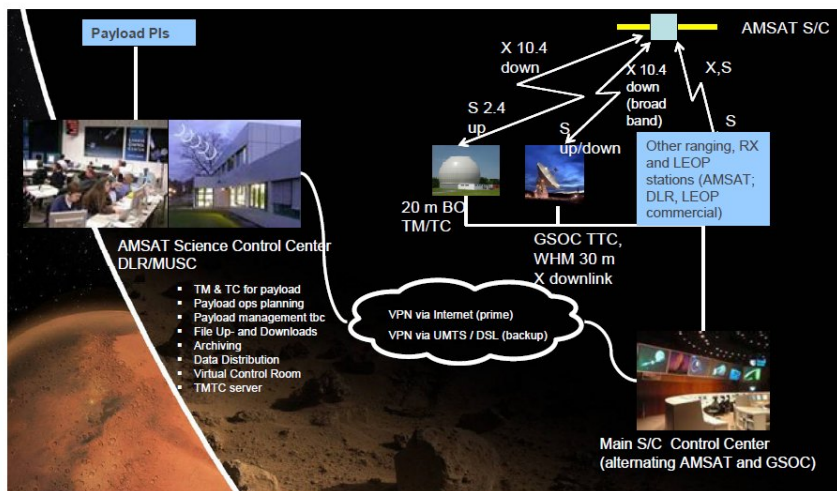 Payload PIs
AMSAT S/C
X 10.4
down
X 10.4
down
(broad
band)
X,S
S 2.4
up
S
up/down
S
Other ranging, RX
and LEOP
stations (AMSAT;
DLR, LEOP
commercial)
20 m BO
TM/TC
GSOC TTC,
WHM 30 m
X downlink
AMSAT Science Control Center
DLR/MUSC
▪ TM & TC for payload
▪ Payload ops planning
▪ Payload management tbc
▪ File Up- and Downloads
▪ Archiving
▪ Data Distribution
▪ Virtual Control Room
▪ TMTC server
VPN via Internet (prime)
VPN via UMTS / DSL (backup)
Main S/C Control Center
(alternating AMSAT and GSOC)